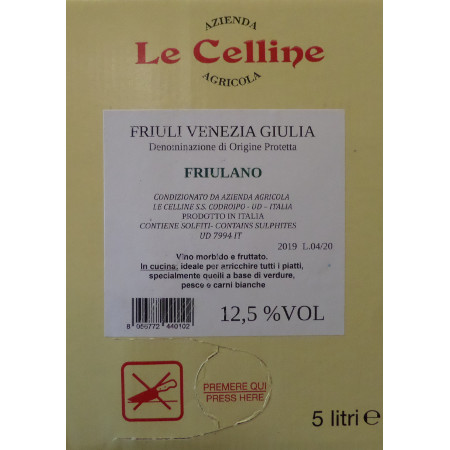 AZIENDA
Le Celline
AGRICOLA
FRIULI VENEZIA GIULIA
Denominazione di Origine Protetta
FRIULANO
CONDIZIONATO DA AZIENDA AGRICOLA
LE CELLINE S.S. CODROIPO - UD – ITALIA
PRODOTTO IN ITALIA
CONTIENE SOLFITI- CONTAINS SULPHITES
UD 7994 IT
2019 L.04/20
Vino morbido e fruttato.
In cucina: ideale per arricchire tutti i piatti,
specialmente quelli a base di verdure,
pesce o carni bianche
8 056772 440102
12,5 %VOL
PREMERE QUI
PRESS HERE
5 litri e